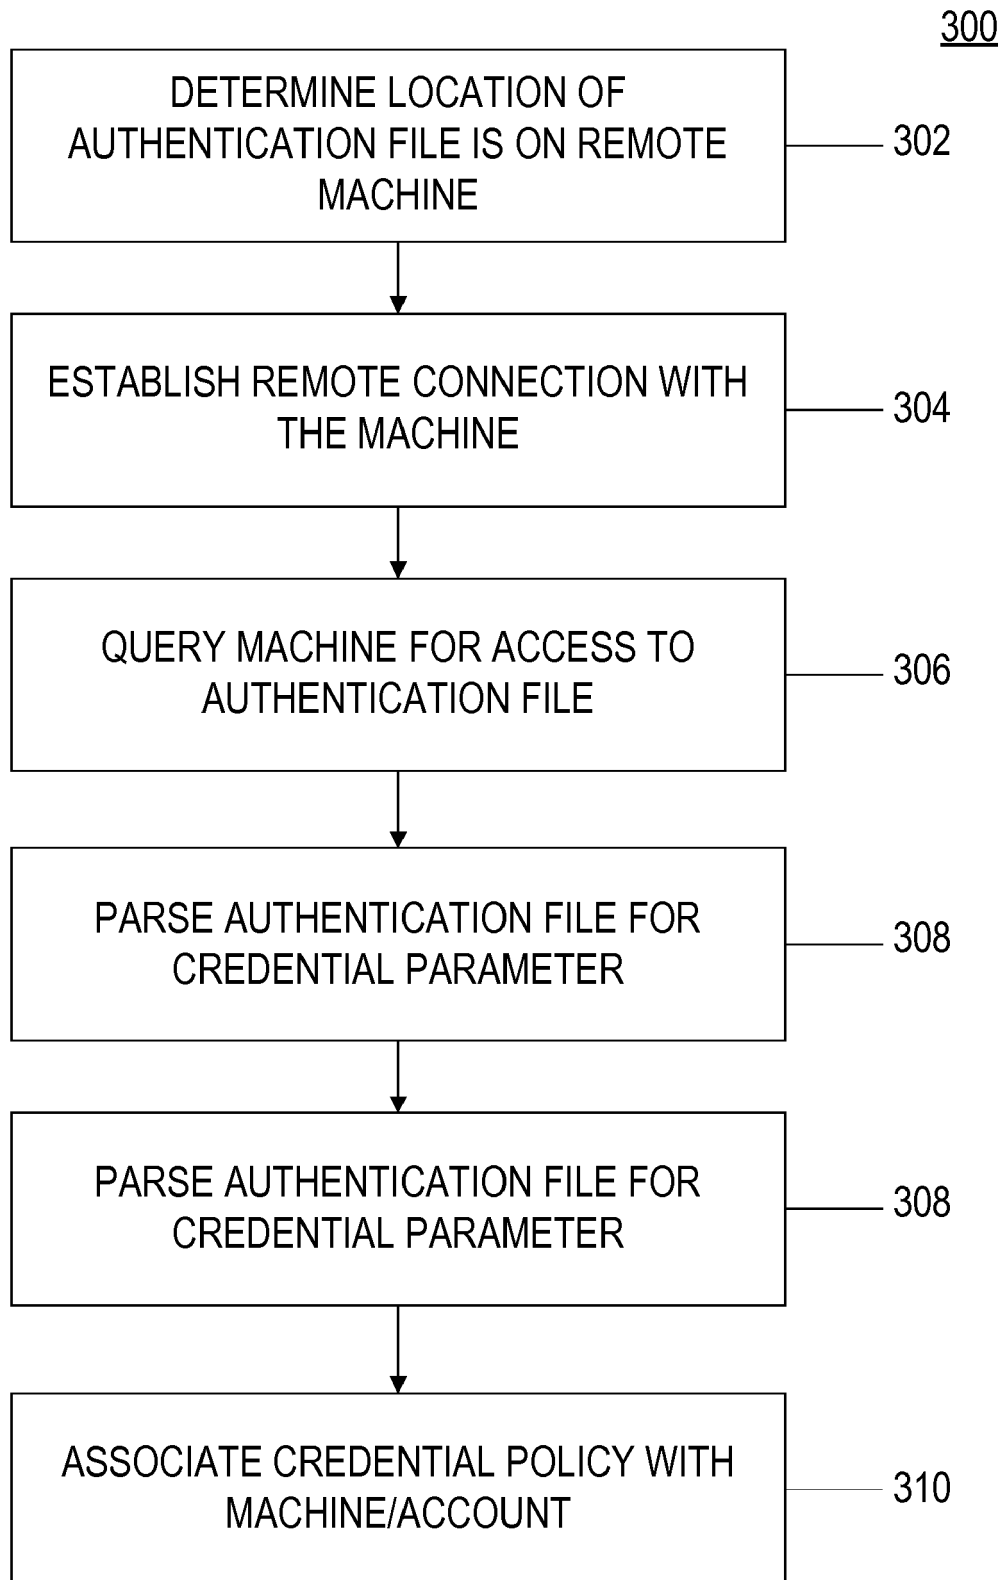 300
DETERMINE LOCATION OF
AUTHENTICATION FILE IS ON REMOTE
MACHINE
302
ESTABLISH REMOTE CONNECTION WITH
THE MACHINE
304
QUERY MACHINE FOR ACCESS TO
AUTHENTICATION FILE
306
PARSE AUTHENTICATION FILE FOR
CREDENTIAL PARAMETER
308
PARSE AUTHENTICATION FILE FOR
CREDENTIAL PARAMETER
308
ASSOCIATE CREDENTIAL POLICY WITH
MACHINE/ACCOUNT
310